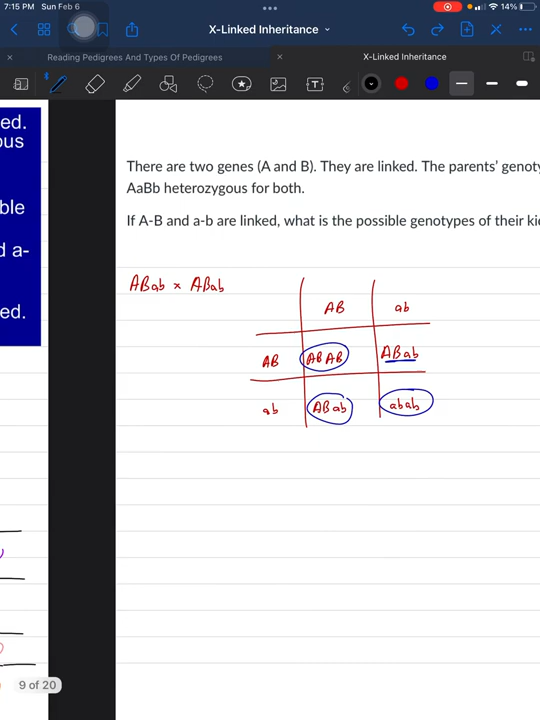 7:15 PM Sun Feb 6
14%
X-Linked Inheritance
Reading Pedigrees And Types Of Pedigrees
X-Linked Inheritance
ed.
ous
ble
d a-
ed.
There are two genes (A and B). They are linked. The parents' genoty
AaBb heterozygous for both.
If A-B and a-b are linked, what is the possible genotypes of their ki
ABab × ABab
AB ab
AB ABAB ABab
ab ABab abab
9 of 20